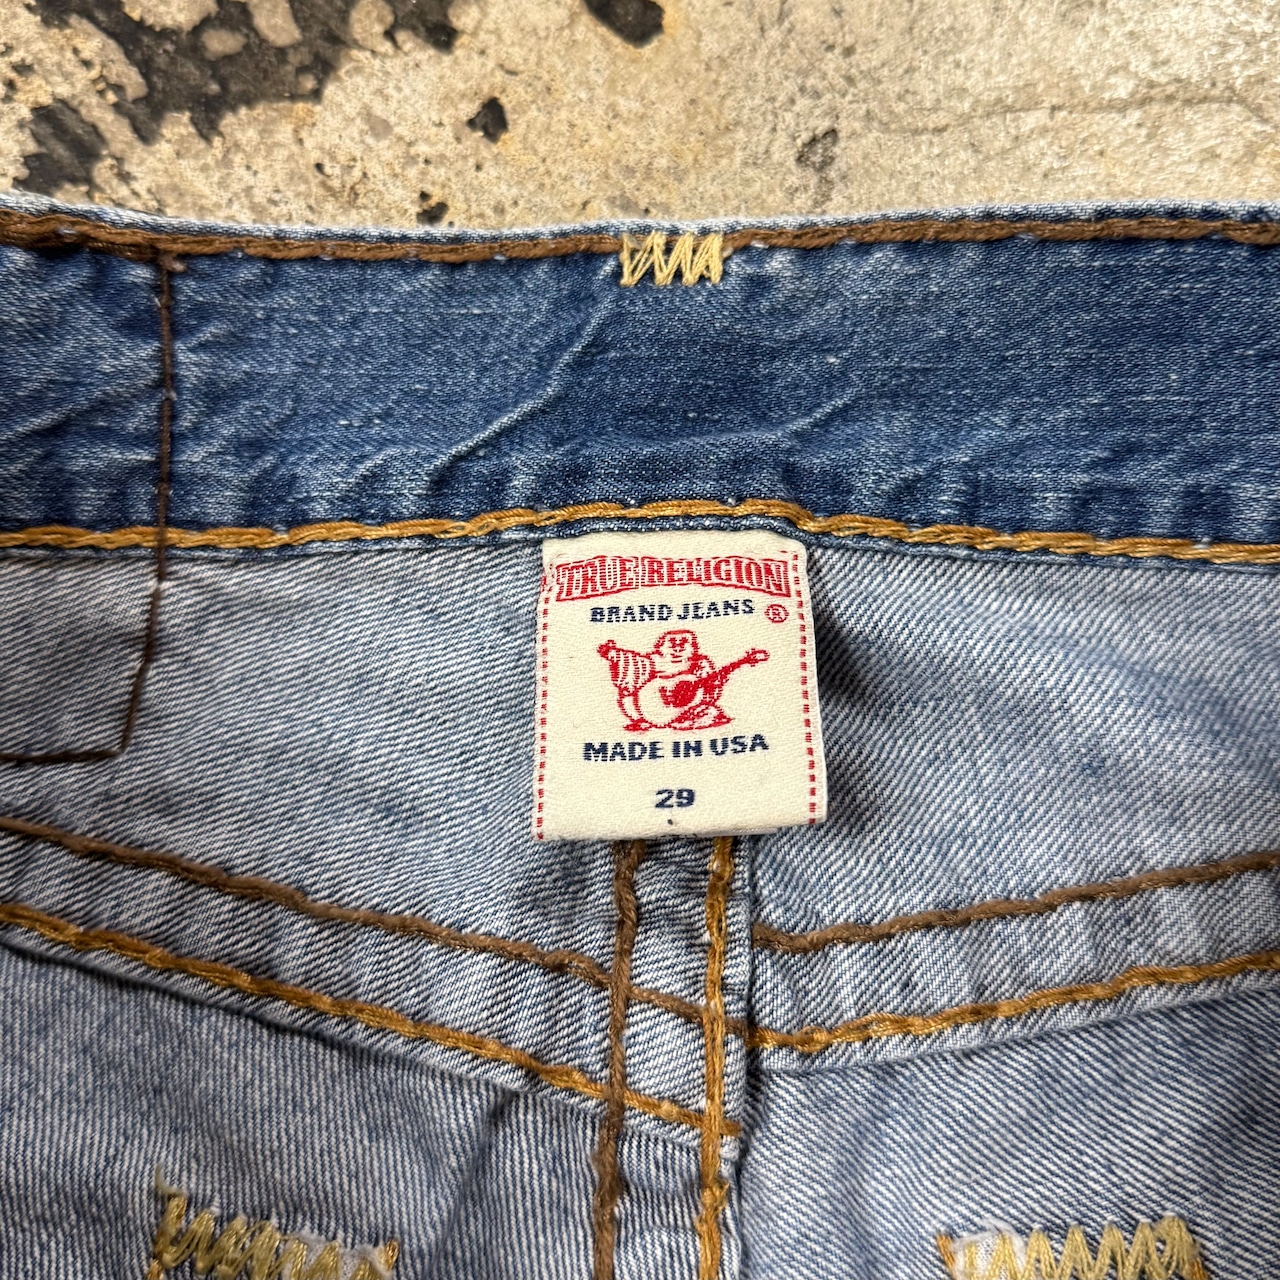 TRUE RELIGION
BRAND JEANS ®
MADE IN USA
29